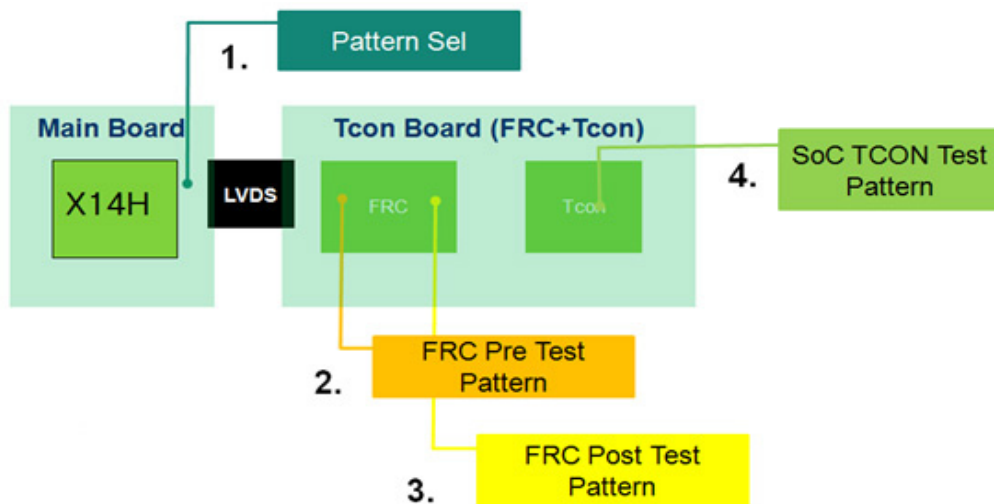 1.
Pattern Sel
Main Board
Tcon Board (FRC+Tcon)
X14H
LVDS
FRC
Tcon
4.
SoC TCON Test
Pattern
2.
FRC Pre Test
Pattern
3.
FRC Post Test
Pattern